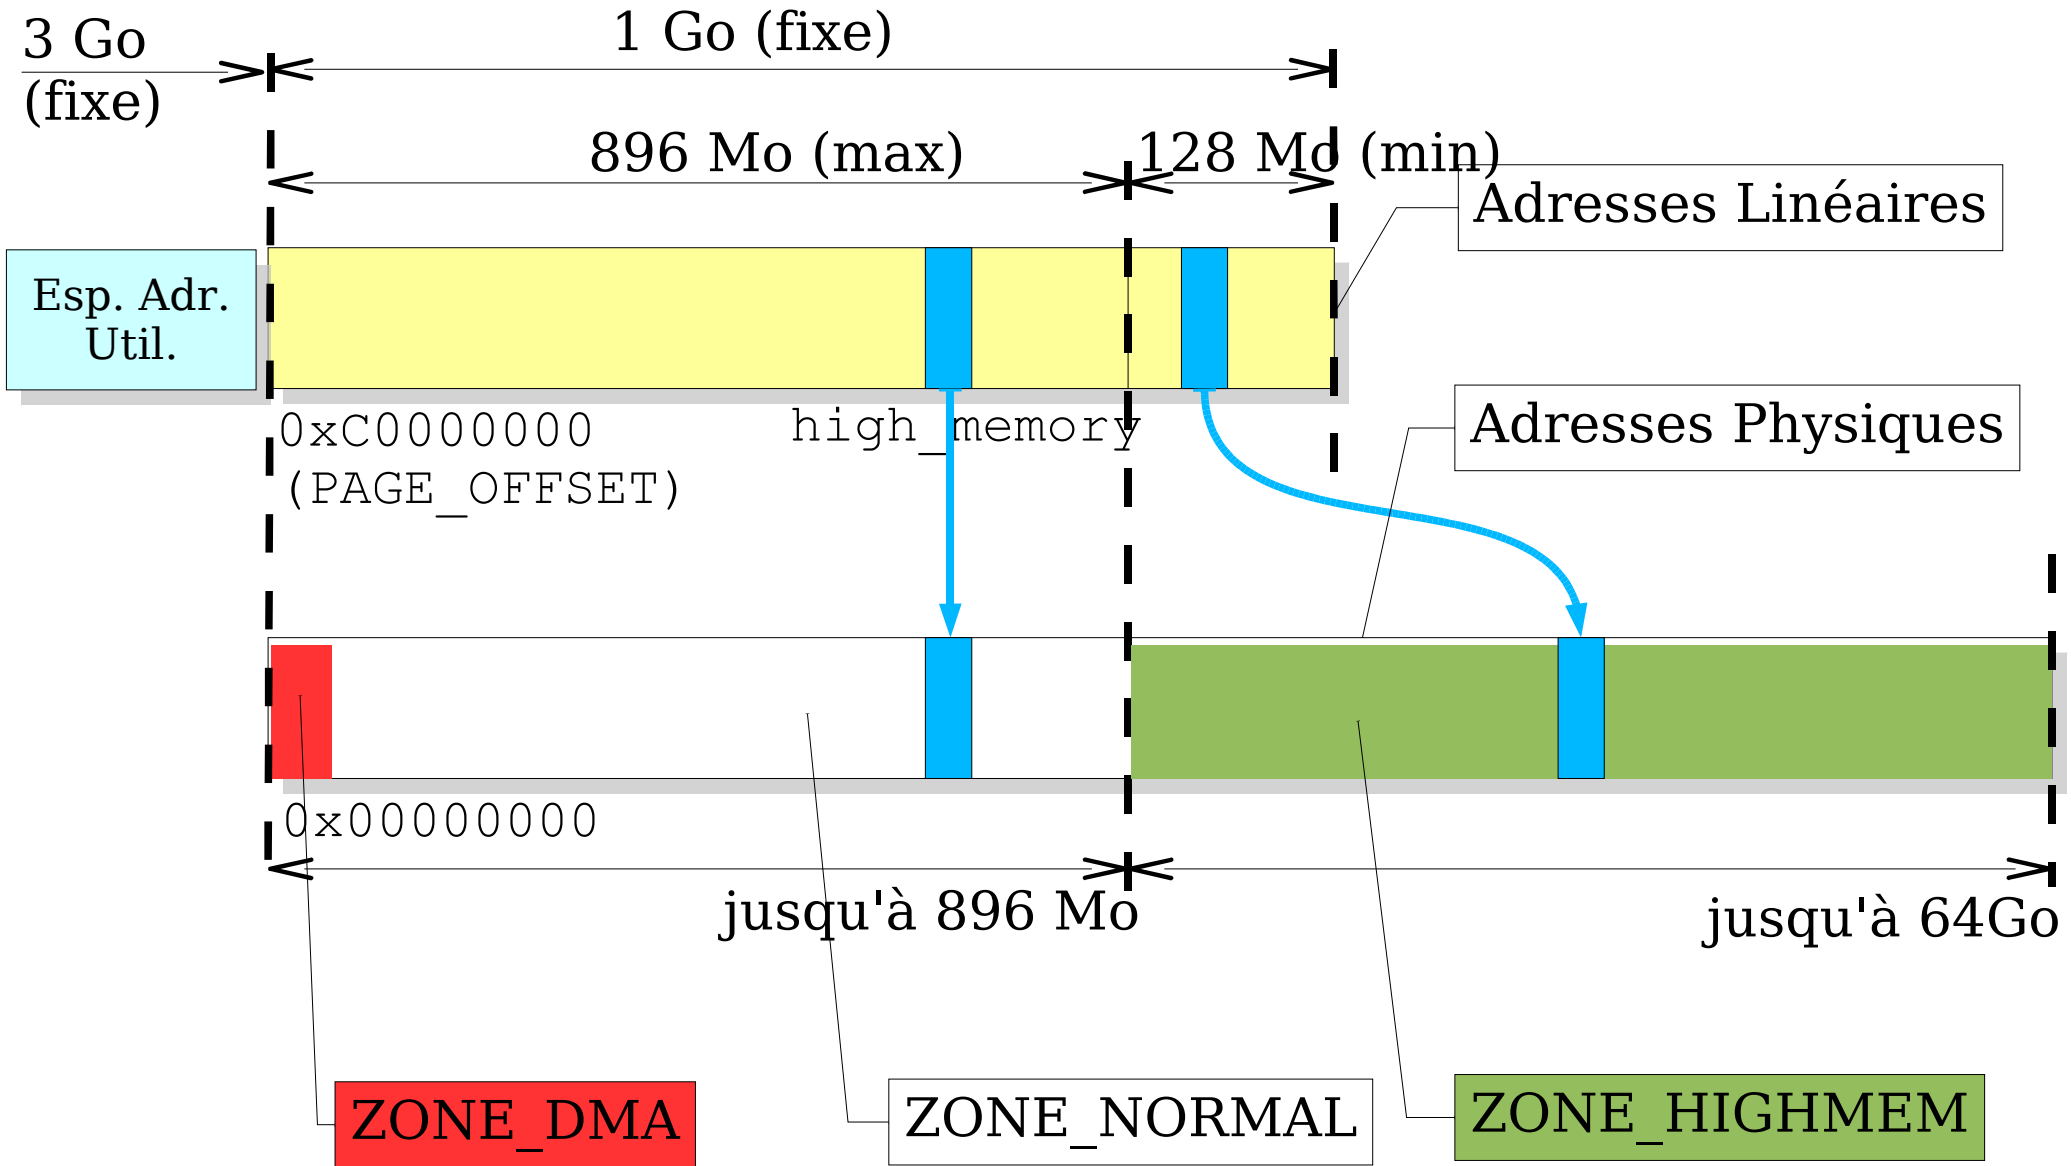 3 Go
(fixe)
1 Go (fixe)
896 Mo (max)
128 Mo (min)
Adresses Linéaires
Esp. Adr.
Util.
0xC0000000
(PAGE_OFFSET)
high_memory
Adresses Physiques
0x00000000
jusqu'à 896 Mo
jusqu'à 64Go
ZONE_DMA
ZONE_NORMAL
ZONE_HIGHMEM